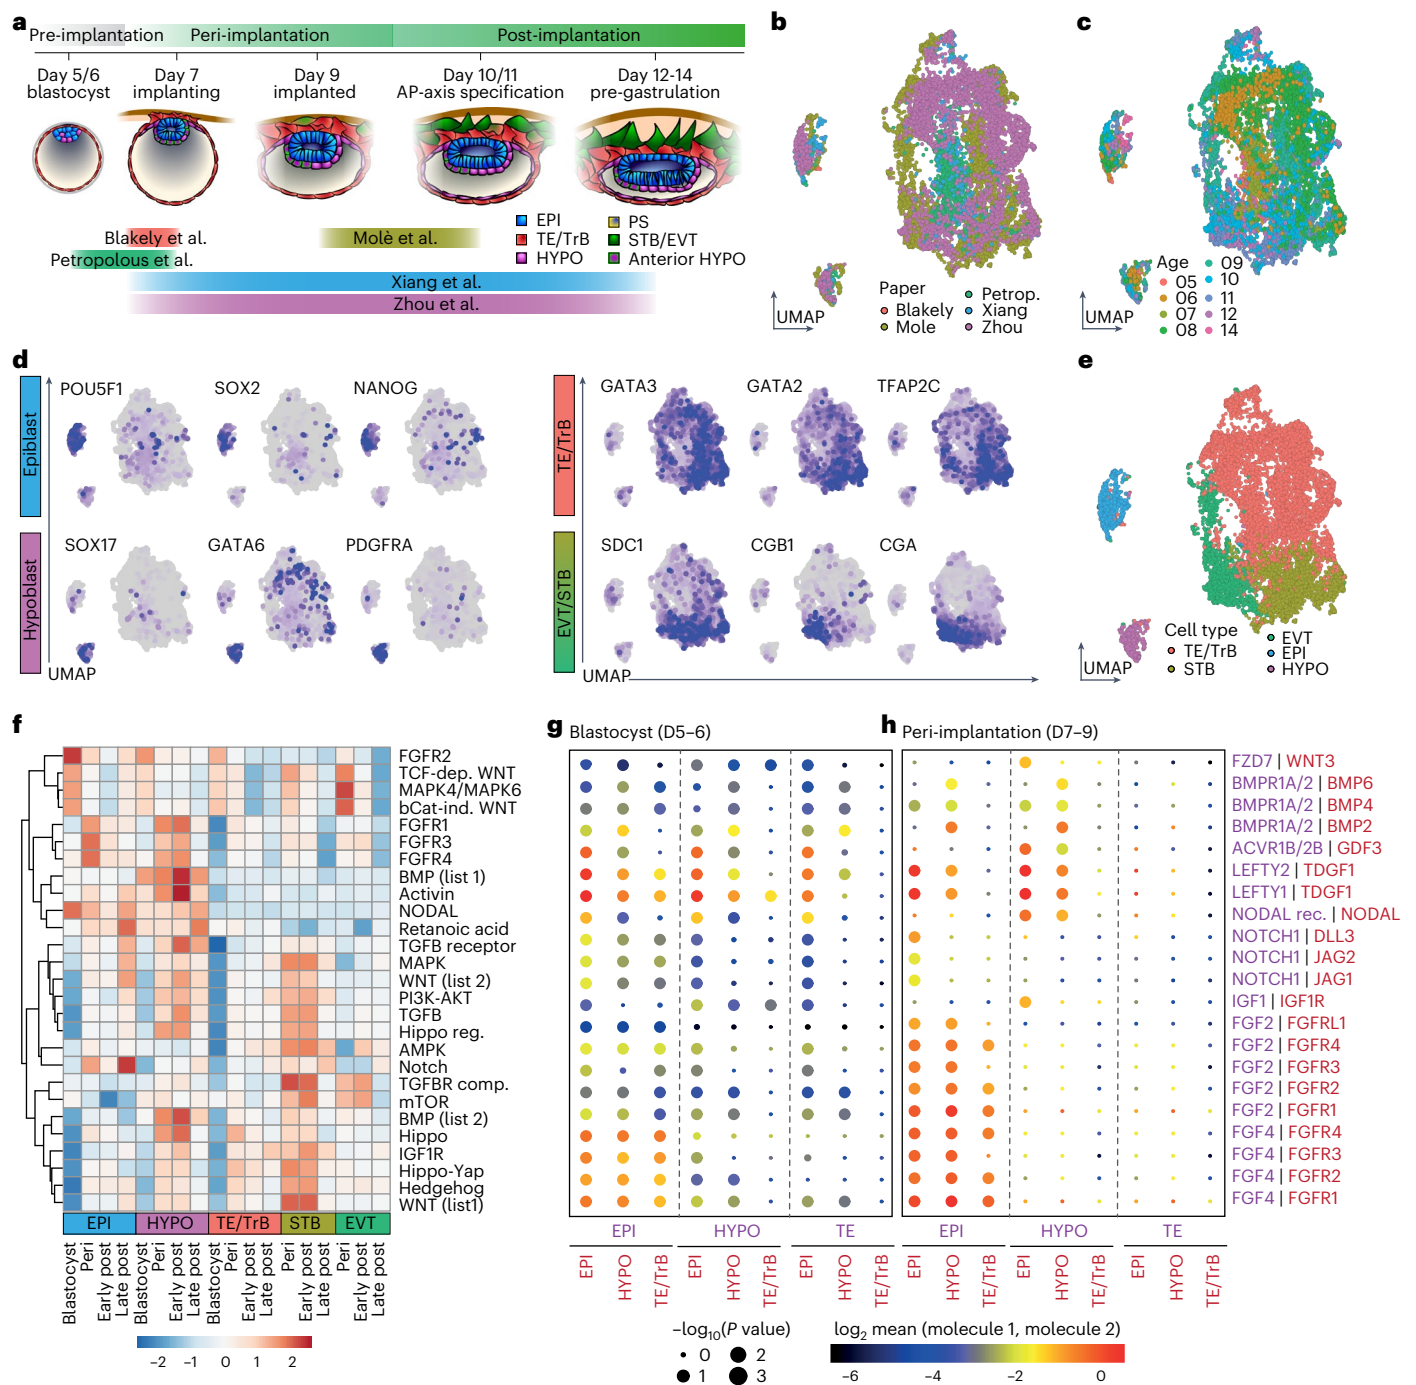 a
Pre-implantation
Peri-implantation
Post-implantation
Day 5/6
blastocyst
Day 7
implanting
Day 9
implanted
Day 10/11
AP-axis specification
Day 12-14
pre-gastrulation
Blakely et al.
Petropolous et al.
Molè et al.
Xiang et al.
Zhou et al.
EPI
TE/TrB
HYPO
PS
STB/EVT
Anterior HYPO
b
UMAP
Paper
Blakely
Mole
Petrop.
Xiang
Zhou
c
UMAP
Age
05
06
07
08
09
10
11
12
14
d
Epiblast
POU5F1
SOX2
NANOG
Hypoblast
SOX17
GATA6
PDGFRA
UMAP
TE/TrB
GATA3
GATA2
TFAP2C
EVT/STB
SDC1
CGB1
CGA
e
UMAP
Cell type
TE/TrB
STB
EVT
EPI
HYPO
f
FGFR2
TCF-dep. WNT
MAPK4/MAPK6
bCat-ind. WNT
FGFR1
FGFR3
FGFR4
BMP (list 1)
Activin
NODAL
Retanoic acid
TGFB receptor
MAPK
WNT (list 2)
PI3K-AKT
TGFB
Hippo reg.
AMPK
Notch
TGFBR comp.
mTOR
BMP (list 2)
Hippo
IGF1R
Hippo-Yap
Hedgehog
WNT (list1)
EPI
HYPO
TE/TrB
STB
EVT
Blastocyst
Peri
Early post
Late post
Blastocyst
Peri
Early post
Late post
Blastocyst
Peri
Early post
Late post
Peri
Early post
Late post
Peri
Early post
Late post
−2 −1 0 1 2
g
Blastocyst (D5–6)
EPI
HYPO
TE
EPI
HYPO
TE/TrB
EPI
HYPO
TE/TrB
EPI
HYPO
TE/TrB
h
Peri-implantation (D7–9)
FZD7 | WNT3
BMPR1A/2 | BMP6
BMPR1A/2 | BMP4
BMPR1A/2 | BMP2
ACVR1B/2B | GDF3
LEFTY2 | TDGF1
LEFTY1 | TDGF1
NODAL rec. | NODAL
NOTCH1 | DLL3
NOTCH1 | JAG2
NOTCH1 | JAG1
IGF1 | IGF1R
FGF2 | FGFRL1
FGF2 | FGFR4
FGF2 | FGFR3
FGF2 | FGFR2
FGF2 | FGFR1
FGF4 | FGFR4
FGF4 | FGFR3
FGF4 | FGFR2
FGF4 | FGFR1
EPI
HYPO
TE
EPI
HYPO
TE/TrB
EPI
HYPO
TE/TrB
EPI
HYPO
TE/TrB
−log10(P value)
0
1
2
3
log2 mean (molecule 1, molecule 2)
−6 −4 −2 0